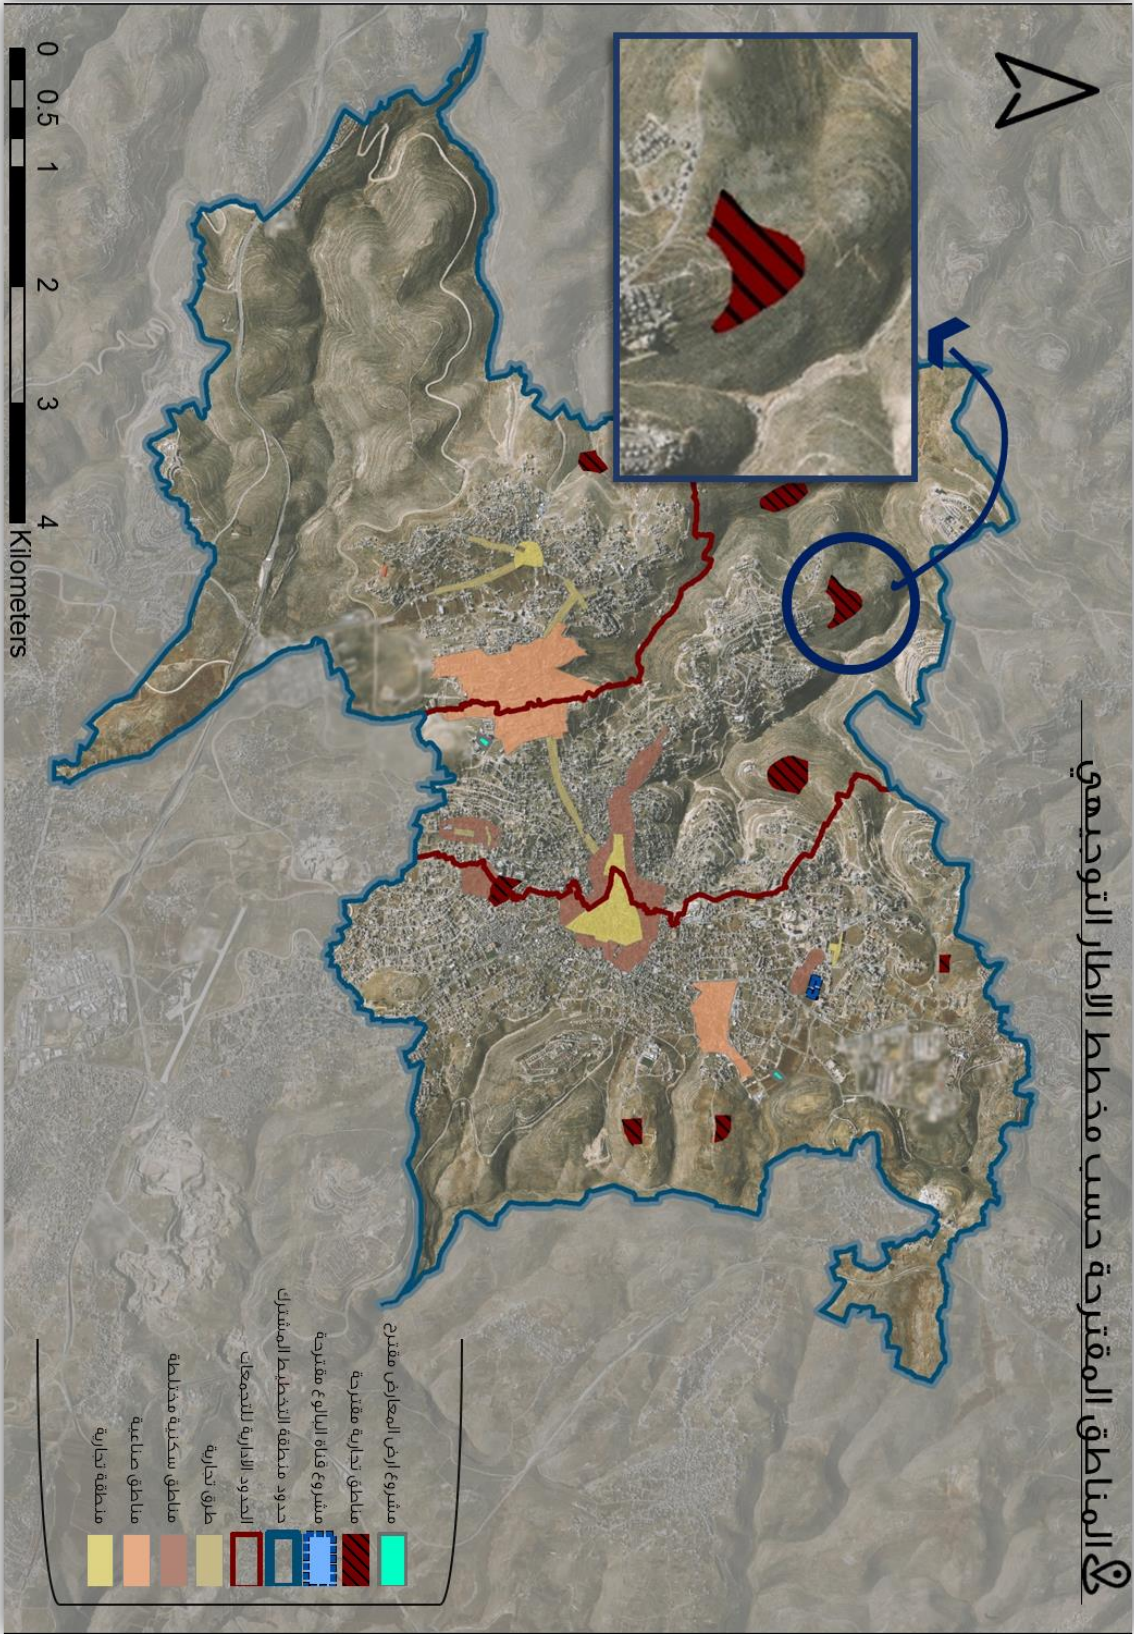 المناطق المقترحة حسب مخطط الاطار التوجيهي
مشروع ارض المعارض مقترح
مناطق تجارية مقترحة
مشروع قناة البالوع مقترحة
حدود منطقة التخطيط المشترك
الحدود الادارية للتجمعات
طرق تجارية
مناطق سكنية مختلطة
مناطق صناعية
منطقة تجارية
0 0.5 1 2 3 4
Kilometers